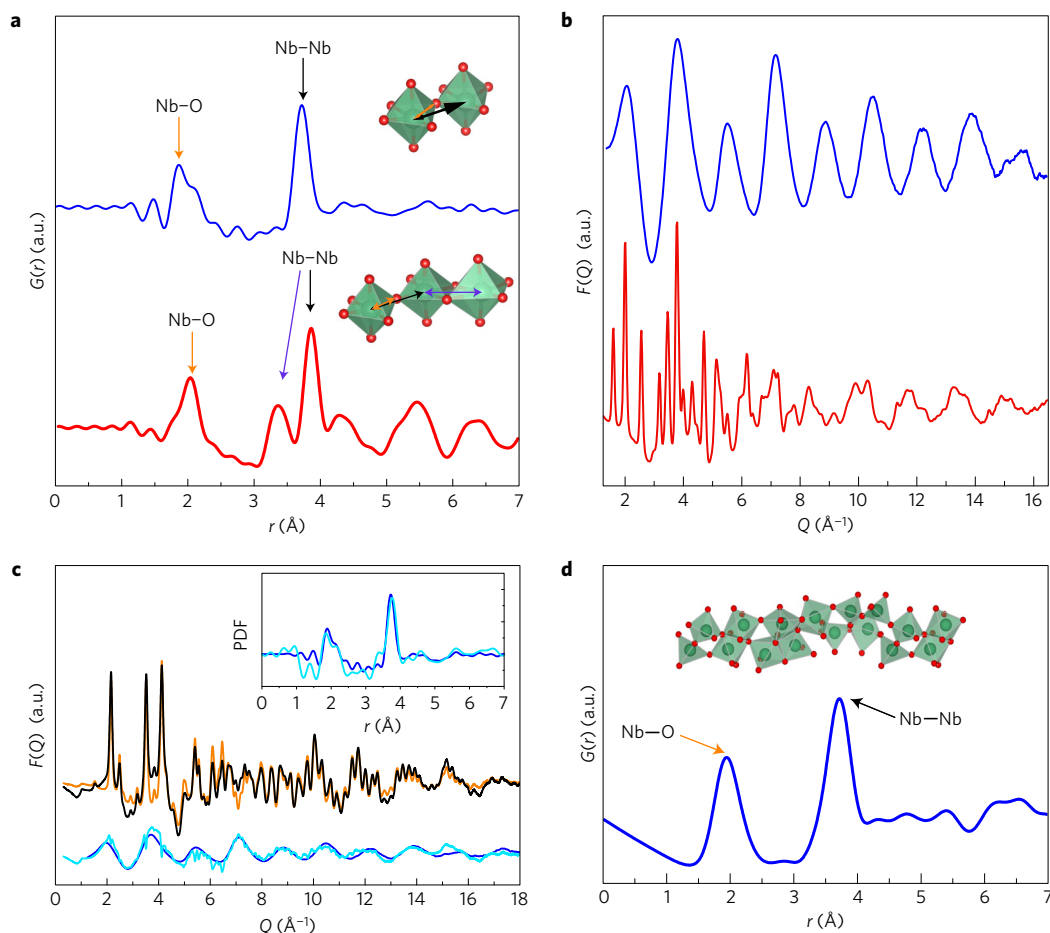 a
Nb–Nb
Nb–O
Nb–Nb
Nb–O
G(r) (a.u.)
0 1 2 3 4 5 6 7
r (Å)
b
F(Q) (a.u.)
2 4 6 8 10 12 14 16
Q (Å⁻¹)
c
PDF
0 1 2 3 4 5 6 7
r (Å)
F(Q) (a.u.)
0 2 4 6 8 10 12 14 16 18
Q (Å⁻¹)
d
Nb–O
Nb–Nb
G(r) (a.u.)
0 1 2 3 4 5 6 7
r (Å)